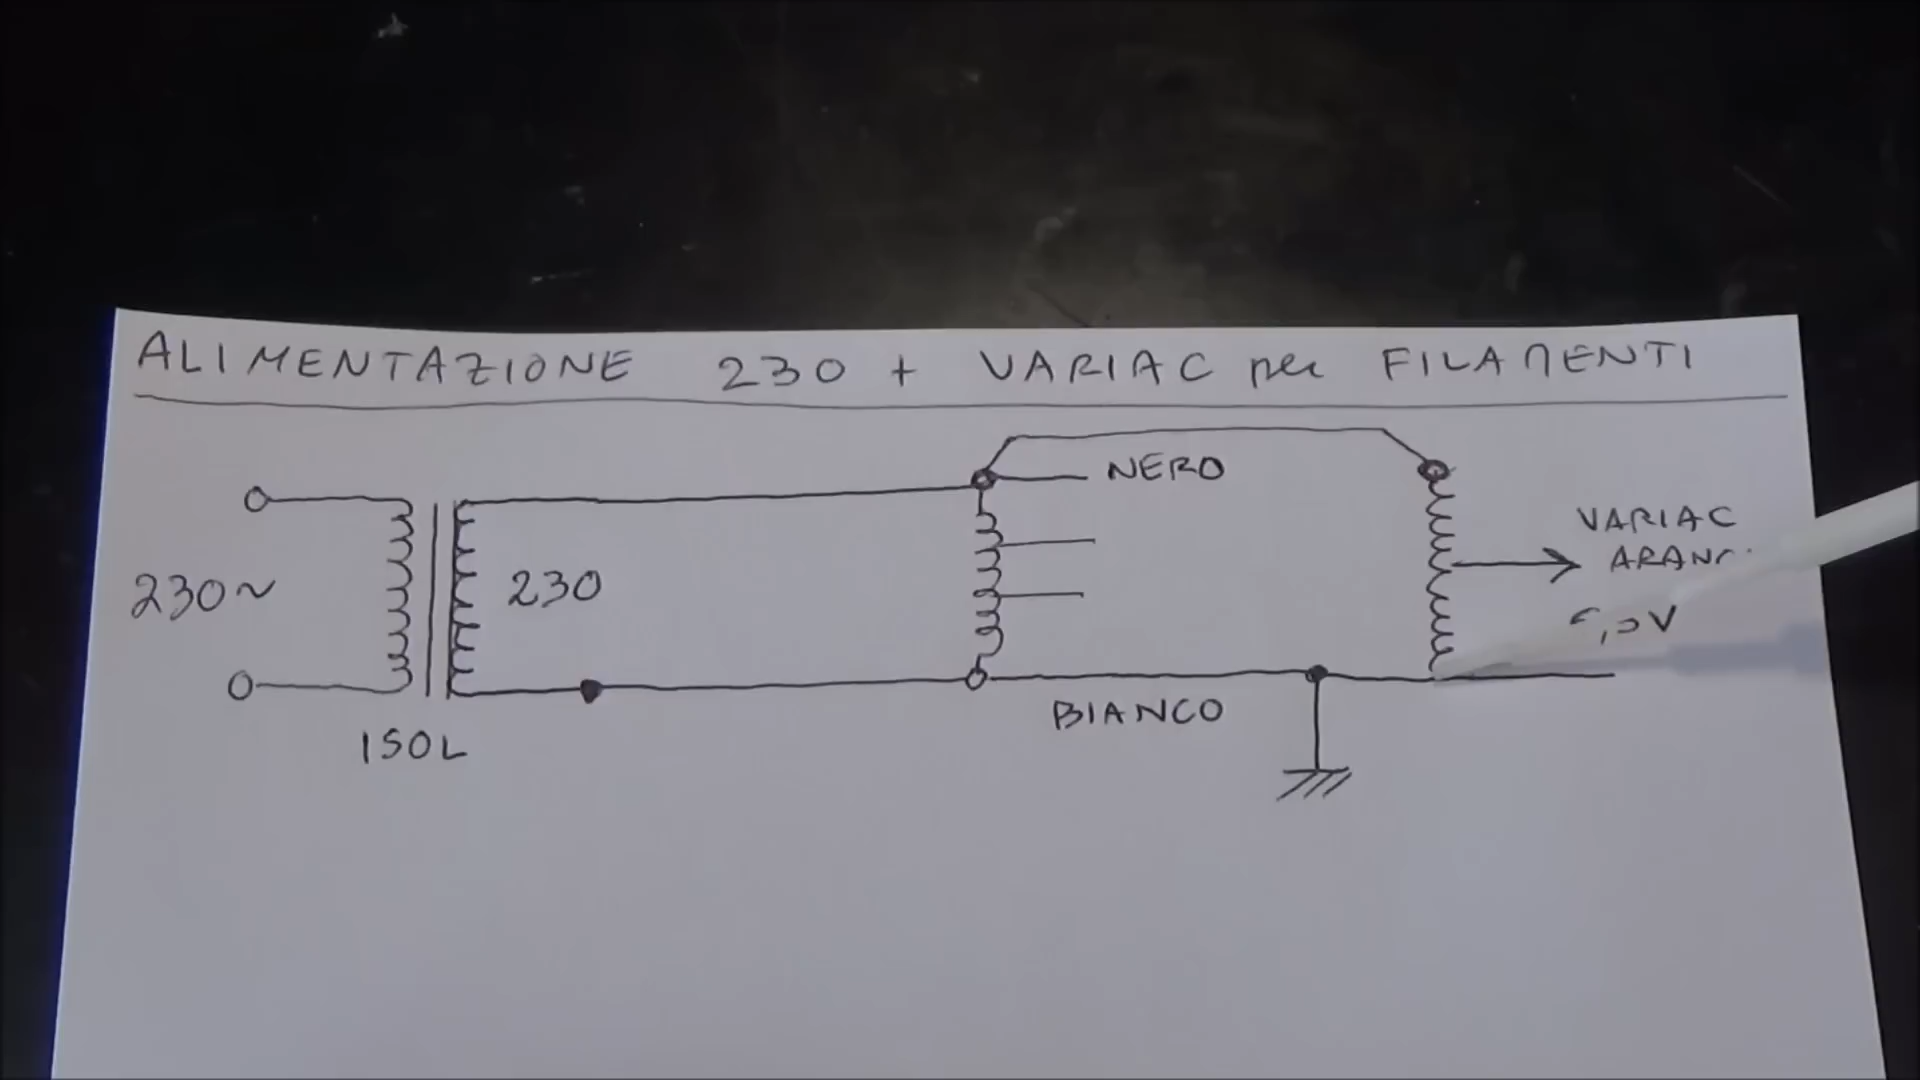 ALIMENTAZIONE 230 + VARIAC per FILAMENTI
NERO
VARIAC
230~
230
BIANCO
ISOL